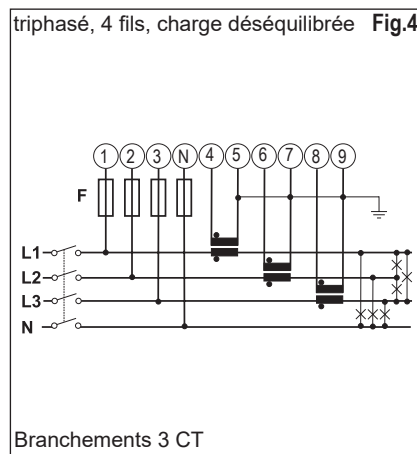 triphasé, 4 fils, charge déséquilibrée Fig.4
1 2 3 N 4 5 6 7 8 9
F
L1
L2
L3
N
Branchements 3 CT